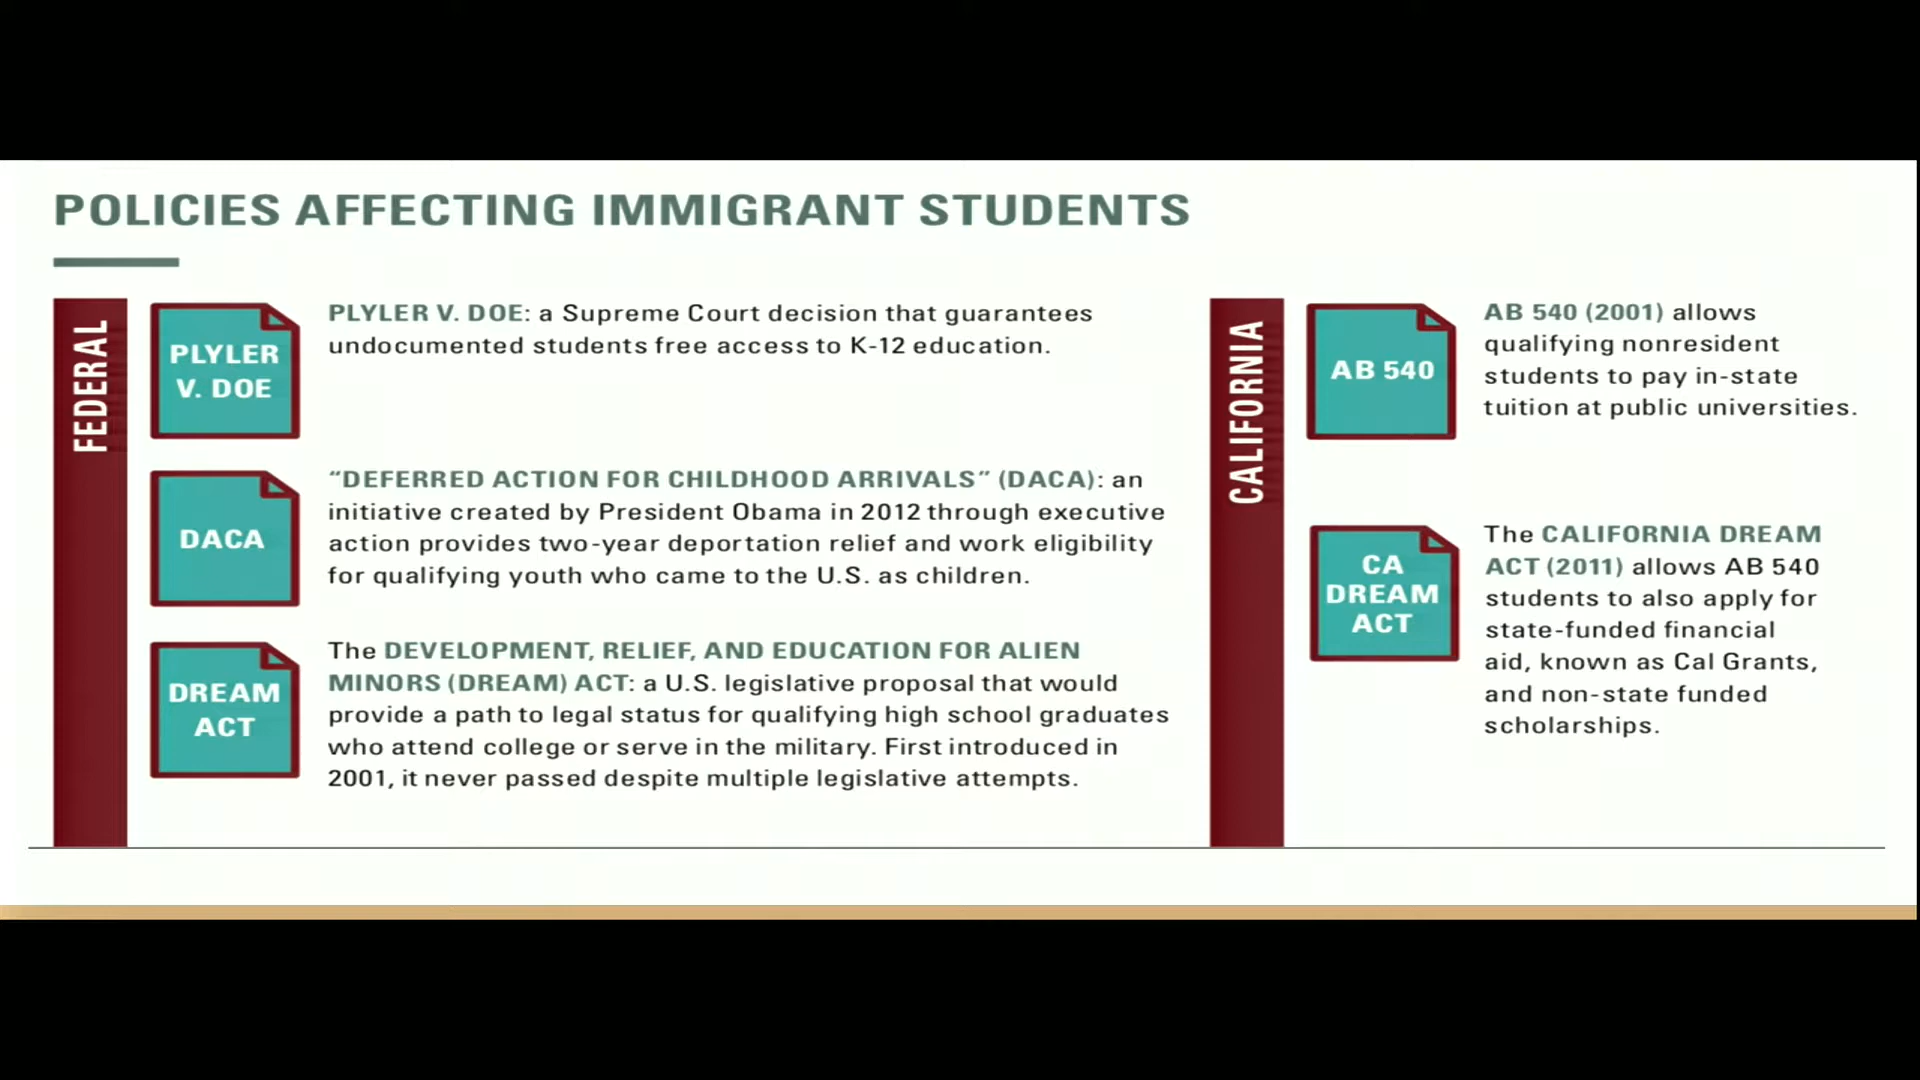 POLICIES AFFECTING IMMIGRANT STUDENTS
FEDERAL
PLYLER
V. DOE
PLYLER V. DOE: a Supreme Court decision that guarantees
undocumented students free access to K-12 education.
DACA
“DEFERRED ACTION FOR CHILDHOOD ARRIVALS” (DACA): an
initiative created by President Obama in 2012 through executive
action provides two-year deportation relief and work eligibility
for qualifying youth who came to the U.S. as children.
DREAM
ACT
The DEVELOPMENT, RELIEF, AND EDUCATION FOR ALIEN
MINORS (DREAM) ACT: a U.S. legislative proposal that would
provide a path to legal status for qualifying high school graduates
who attend college or serve in the military. First introduced in
2001, it never passed despite multiple legislative attempts.
CALIFORNIA
AB 540
AB 540 (2001) allows
qualifying nonresident
students to pay in-state
tuition at public universities.
CA
DREAM
ACT
The CALIFORNIA DREAM
ACT (2011) allows AB 540
students to also apply for
state-funded financial
aid, known as Cal Grants,
and non-state funded
scholarships.